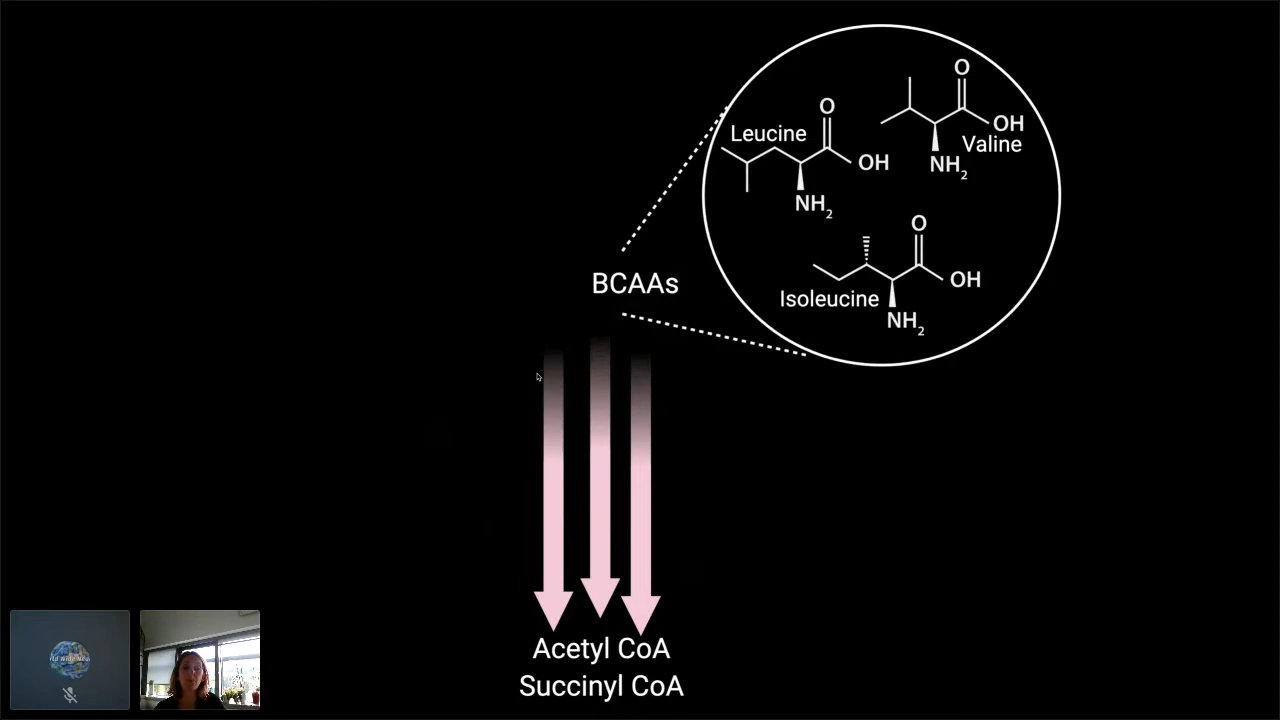 O
O
OH
Leucine
Valine
OH
NH₂
NH₂
O
BCAAs
OH
Isoleucine
NH₂
Acetyl CoA
Succinyl CoA